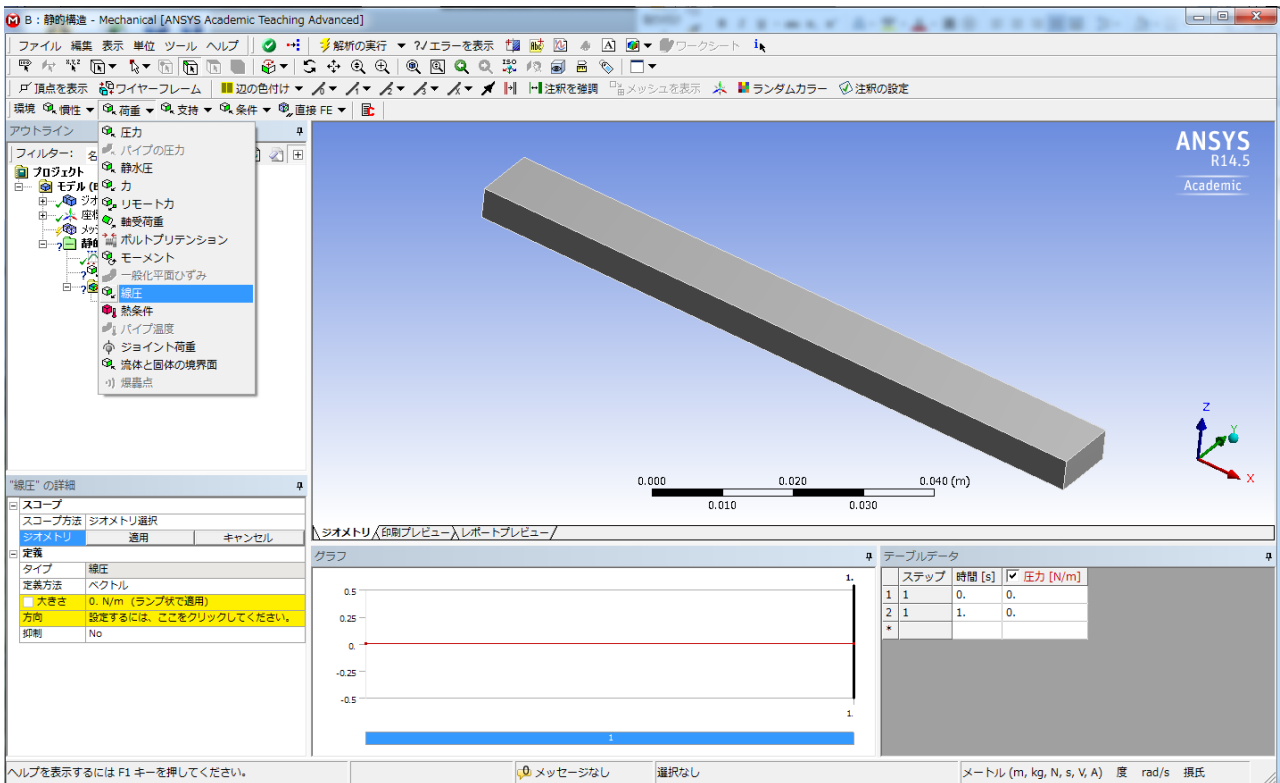 B : 静的構造 - Mechanical [ANSYS Academic Teaching Advanced]
ファイル 編集 表示 単位 ツール ヘルプ 解析の実行 ?/エラーを表示 ワークシート
頂点を表示 ワイヤーフレーム 辺の色付け 注釈を強調 メッシュを表示 ランダムカラー 注釈の設定
環境 慣性 荷重 支持 条件 直接 FE
アウトライン
フィルター: 名
プロジェクト
モデル (B
ジオ
座標
メッ
静的
圧力
パイプの圧力
静水圧
力
リモート力
軸受荷重
ボルトプリテンション
モーメント
一般化平面ひずみ
線圧
熱条件
パイプ温度
ジョイント荷重
流体と固体の境界面
爆轟点
ANSYS
R14.5
Academic
Z
Y
X
0.000 0.020 0.040 (m)
0.010 0.030
ジオメトリ 印刷プレビュー レポートプレビュー
"線圧" の詳細
スコープ
スコープ方法 ジオメトリ選択
ジオメトリ 適用 キャンセル
定義
タイプ 線圧
定義方法 ベクトル
大きさ 0. N/m (ランプ状で適用)
方向 設定するには、ここをクリックしてください。
抑制 No
グラフ
1.
0.5
0.25
0.
-0.25
-0.5
1.
1
テーブルデータ
ステップ 時間 [s] 圧力 [N/m]
1 1 0. 0.
2 1 1. 0.
*
ヘルプを表示するには F1 キーを押してください。 メッセージなし 選択なし メートル (m, kg, N, s, V, A) 度 rad/s 摂氏